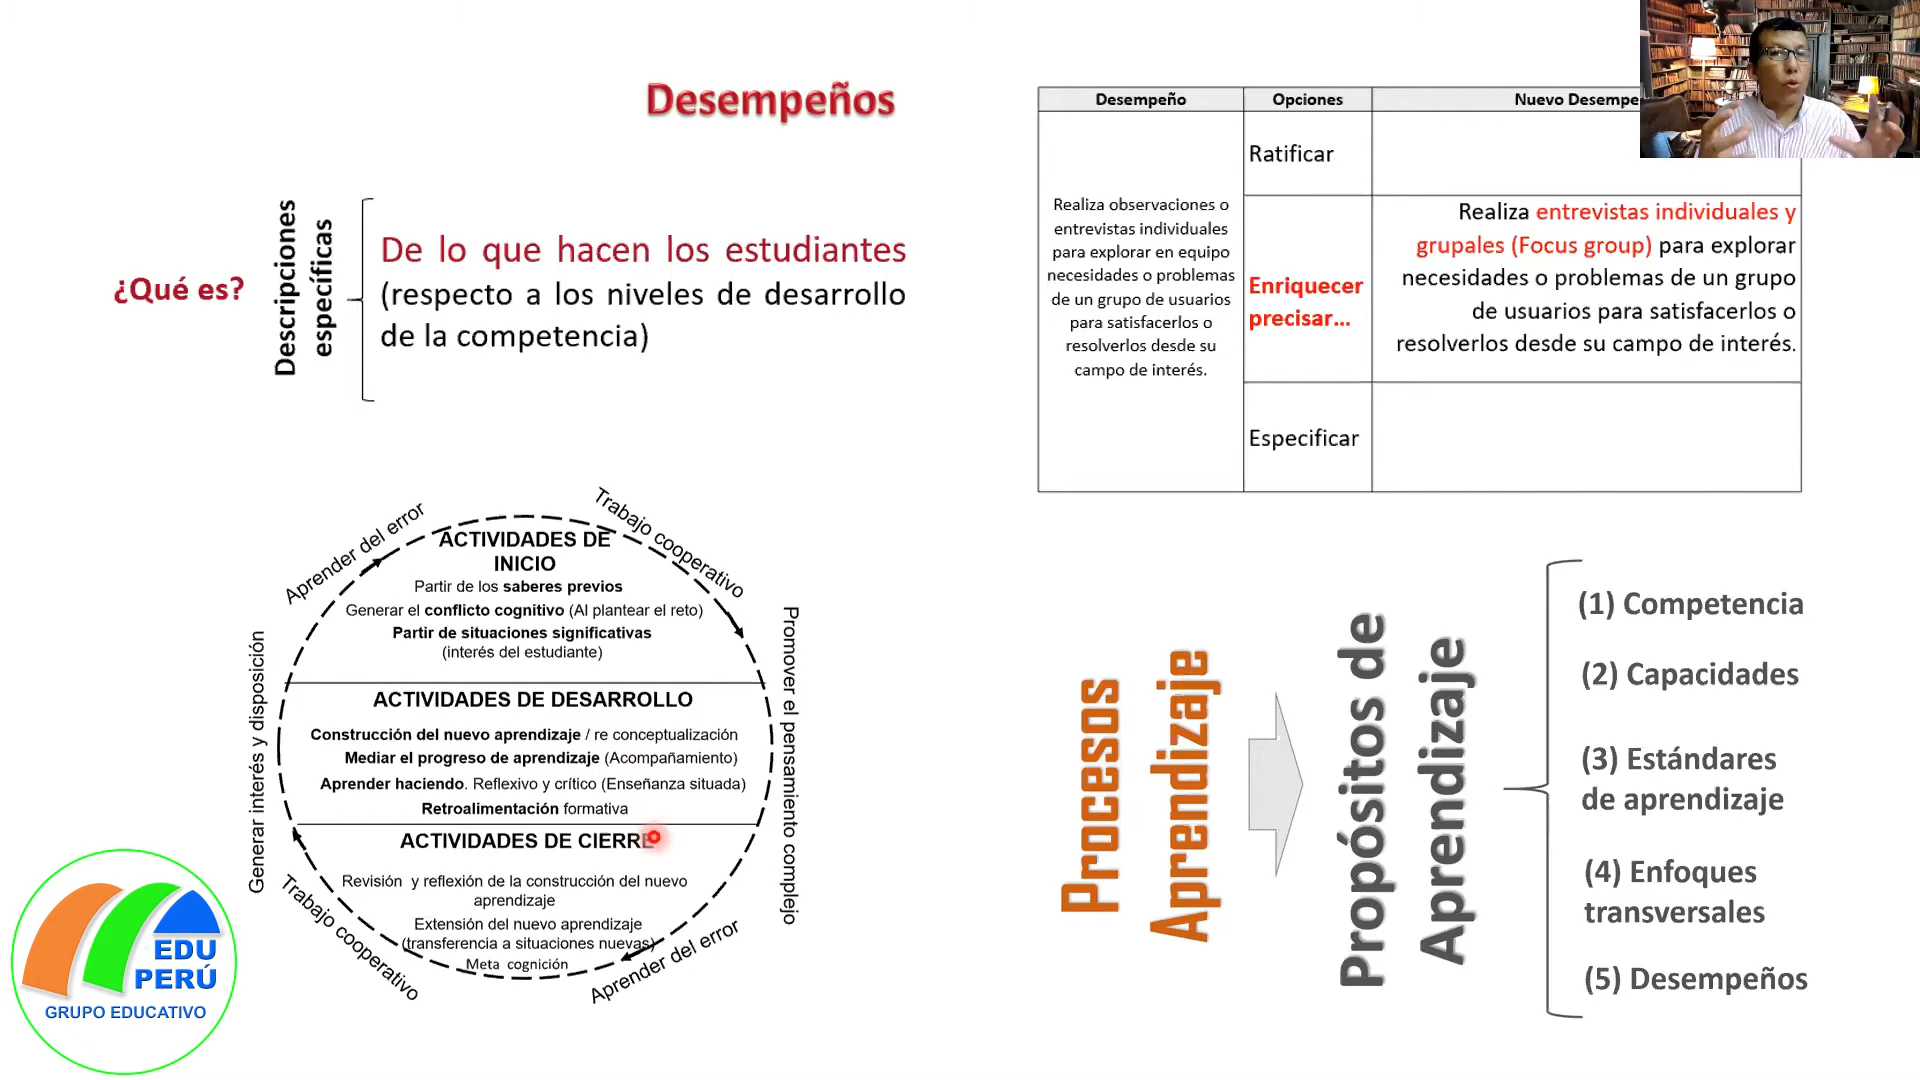 Desempeños
¿Qué es?
Descripciones
específicas
De lo que hacen los estudiantes
(respecto a los niveles de desarrollo
de la competencia)
Desempeño
Opciones
Nuevo Desempe
Realiza observaciones o
entrevistas individuales
para explorar en equipo
necesidades o problemas
de un grupo de usuarios
para satisfacerlos o
resolverlos desde su
campo de interés.
Ratificar
Enriquecer
precisar...
Realiza entrevistas individuales y
grupales (Focus group) para explorar
necesidades o problemas de un grupo
de usuarios para satisfacerlos o
resolverlos desde su campo de interés.
Especificar
Aprender del error
Trabajo cooperativo
Promover el pensamiento complejo
Aprender del error
Trabajo cooperativo
Generar interés y disposición
ACTIVIDADES DE
INICIO
Partir de los saberes previos
Generar el conflicto cognitivo (Al plantear el reto)
Partir de situaciones significativas
(interés del estudiante)
ACTIVIDADES DE DESARROLLO
Construcción del nuevo aprendizaje / re conceptualización
Mediar el progreso de aprendizaje (Acompañamiento)
Aprender haciendo. Reflexivo y crítico (Enseñanza situada)
Retroalimentación formativa
ACTIVIDADES DE CIERRE
Revisión y reflexión de la construcción del nuevo
aprendizaje
Extensión del nuevo aprendizaje
(transferencia a situaciones nuevas)
Meta cognición
EDU
PERÚ
GRUPO EDUCATIVO
Procesos
Aprendizaje
Propósitos de
Aprendizaje
(1) Competencia
(2) Capacidades
(3) Estándares
de aprendizaje
(4) Enfoques
transversales
(5) Desempeños